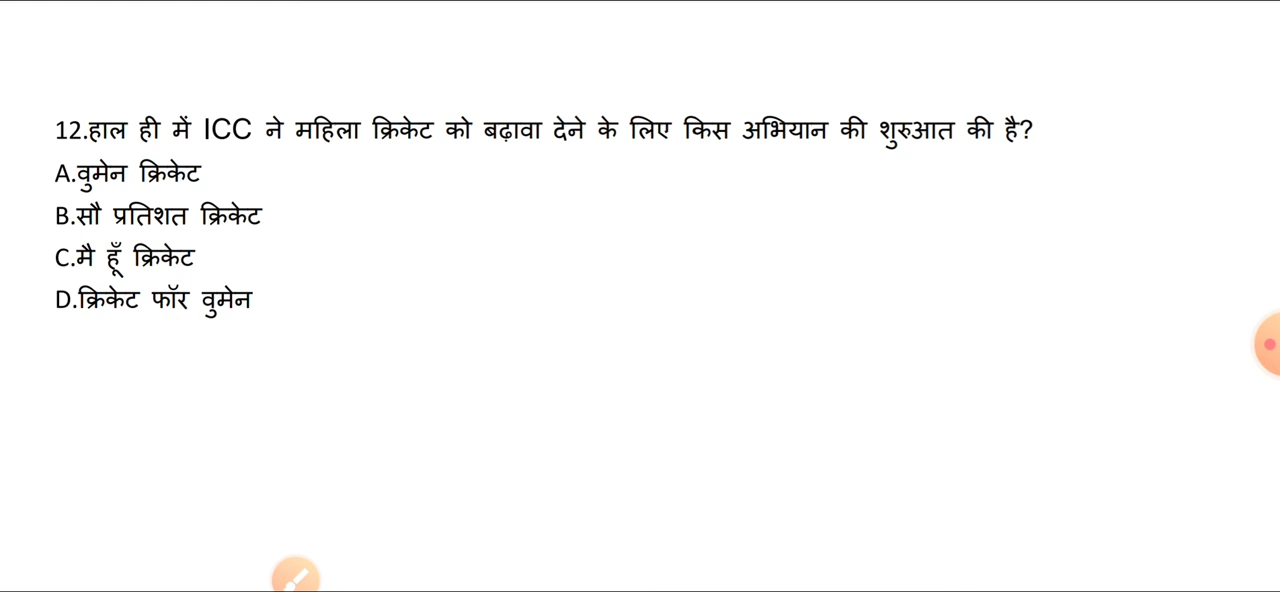 12.हाल ही में ICC ने महिला क्रिकेट को बढ़ावा देने के लिए किस अभियान की शुरुआत की है?
A.वुमेन क्रिकेट
B.सौ प्रतिशत क्रिकेट
C.मै हूँ क्रिकेट
D.क्रिकेट फॉर वुमेन